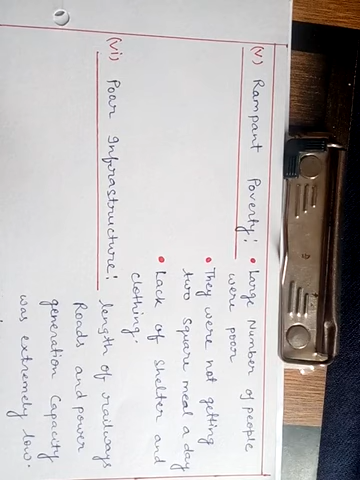 (v) Rampant Poverty: • Large Number of people
were poor
• They were not getting
two square meal a day
• Lack of Shelter and
clothing.
(vi) Poar Infrastructure: length of railways
Roads and power
generation Capacity
was extremely low.